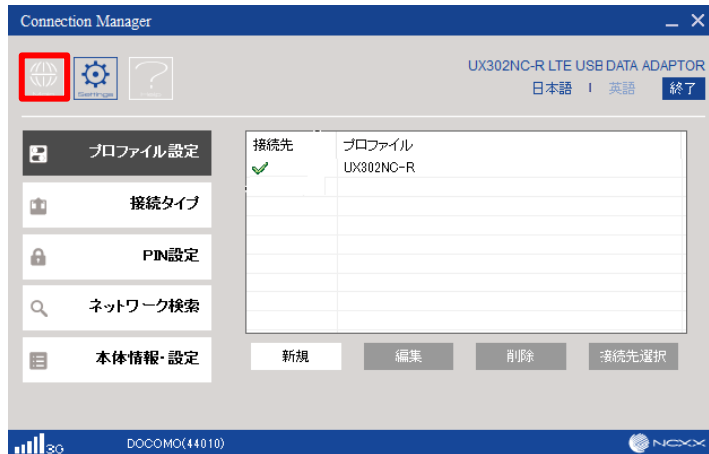 Connection Manager
UX302NC-R LTE USB DATA ADAPTOR
Settings
日本語 | 英語 終了
プロファイル設定
接続先 プロファイル
UX302NC-R
接続タイプ
PIN設定
ネットワーク検索
本体情報・設定
新規 編集 削除 接続先選択
3G DOCOMO(44010)
NCXX